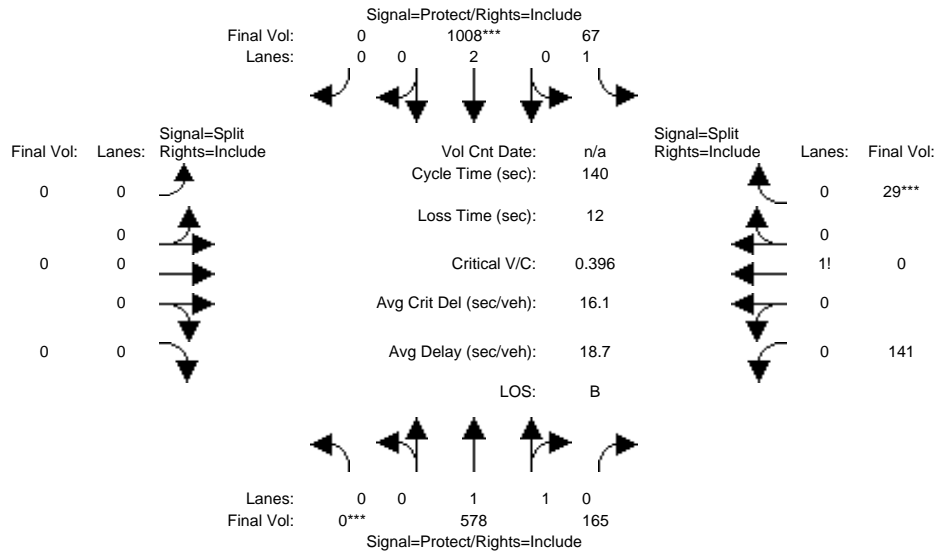 Signal=Protect/Rights=Include
Final Vol: 0 1008*** 67
Lanes: 0 0 2 0 1
Signal=Split
Final Vol: Lanes: Rights=Include
Vol Cnt Date: n/a
Signal=Split
Rights=Include Lanes: Final Vol:
Cycle Time (sec): 140
0 0
0 29***
Loss Time (sec): 12
0
0
0 0
Critical V/C: 0.396
1! 0
0
Avg Crit Del (sec/veh): 16.1
0
0 0
Avg Delay (sec/veh): 18.7
0 141
LOS: B
Lanes: 0 0 1 1 0
Final Vol: 0*** 578 165
Signal=Protect/Rights=Include